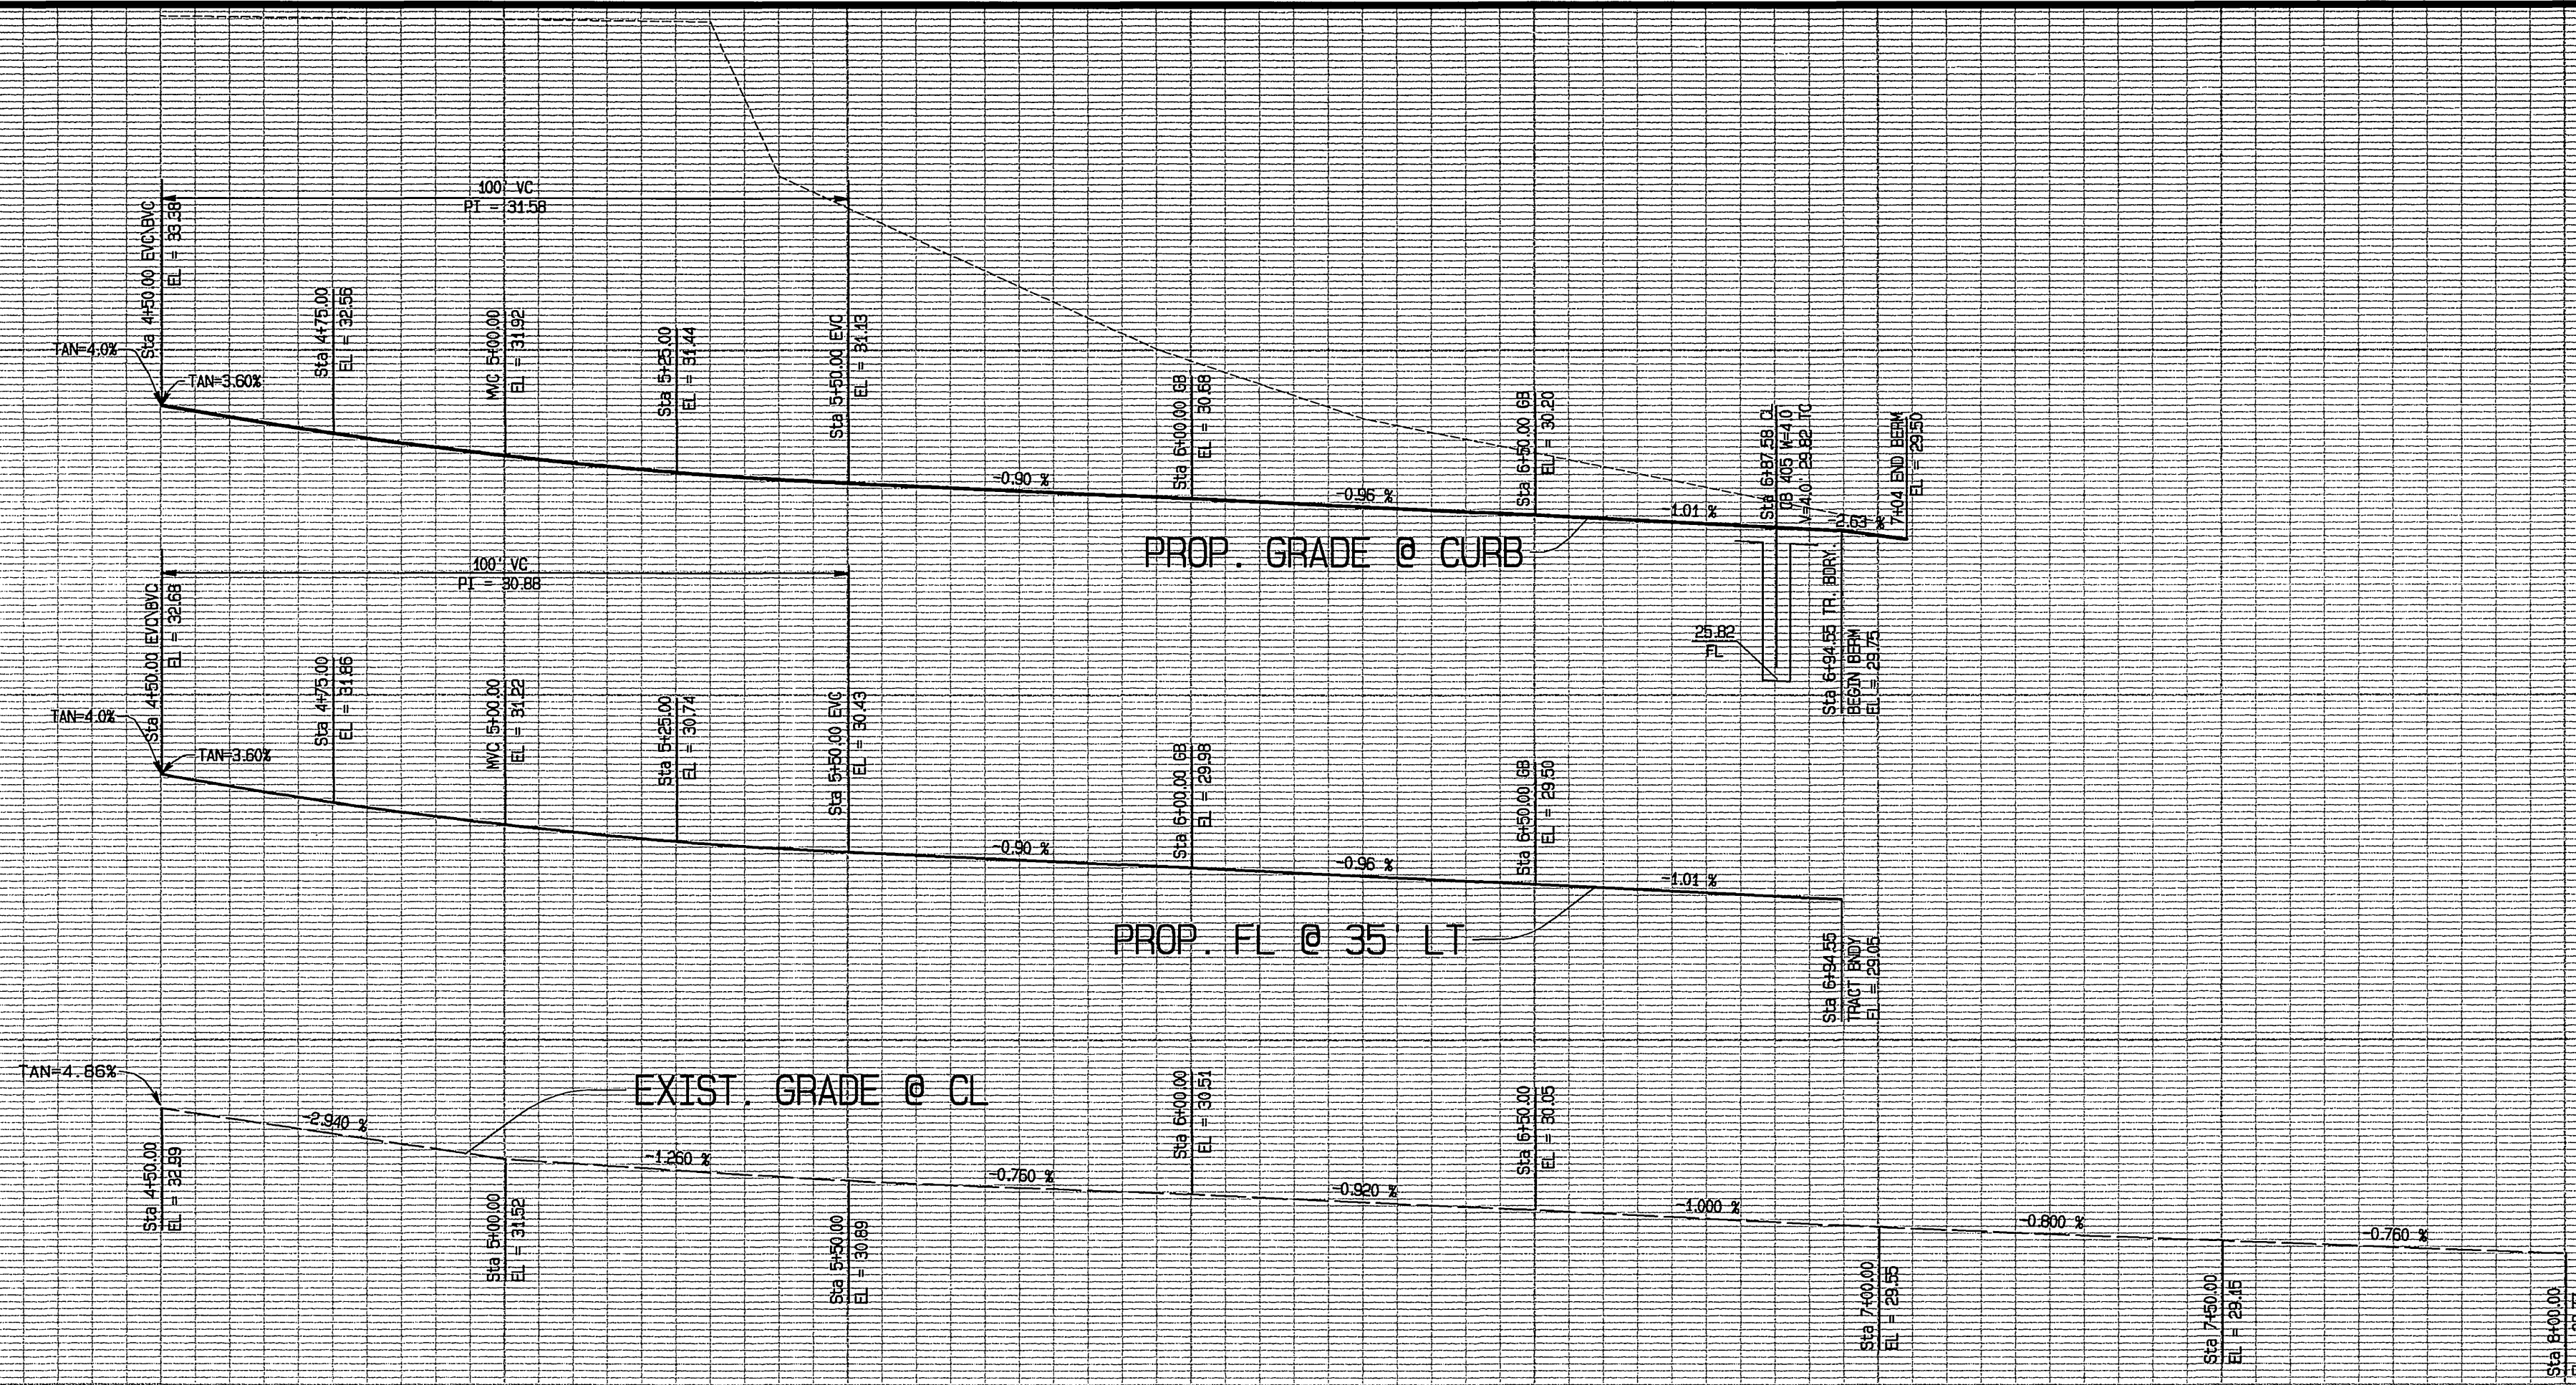 100' VC
PI = 31.58
Sta 4+50.00 EVC\BVC
EL = 33.38
TAN=4.0%
TAN=3.60%
Sta 4+75.00
EL = 32.56
MVC 5+00.00
EL = 31.92
Sta 5+25.00
EL = 31.44
Sta 5+50.00 EVC
EL = 31.13
-0.90 %
Sta 6+00.00 GB
EL = 30.68
-0.96 %
Sta 6+50.00 GB
EL = 30.20
-1.01 %
Sta 6+87.58 CL
CB 405 W=4.0
V=4.0' 29.82 TC
-2.63 %
7+04 END BERM
EL = 29.50
PROP. GRADE @ CURB
25.82
FL
Sta 6+94.55 TR. BDRY.
BEGIN BERM
EL = 29.75
100' VC
PI = 30.88
Sta 4+50.00 EVC\BVC
EL = 32.68
TAN=4.0%
TAN=3.60%
Sta 4+75.00
EL = 31.86
MVC 5+00.00
EL = 31.22
Sta 5+25.00
EL = 30.74
Sta 5+50.00 EVC
EL = 30.43
-0.90 %
Sta 6+00.00 GB
EL = 29.98
-0.96 %
Sta 6+50.00 GB
EL = 29.50
-1.01 %
PROP. FL @ 35' LT
Sta 6+94.55
TRACT BNDY
FL = 29.05
TAN=4.86%
Sta 4+50.00
EL = 32.99
-2.940 %
EXIST. GRADE @ CL
Sta 5+00.00
EL = 31.52
-1.260 %
Sta 5+50.00
EL = 30.89
-0.760 %
Sta 6+00.00
EL = 30.51
-0.920 %
Sta 6+50.00
EL = 30.05
-1.000 %
Sta 7+00.00
EL = 29.55
-0.800 %
Sta 7+50.00
EL = 29.15
-0.760 %
Sta 8+00.00